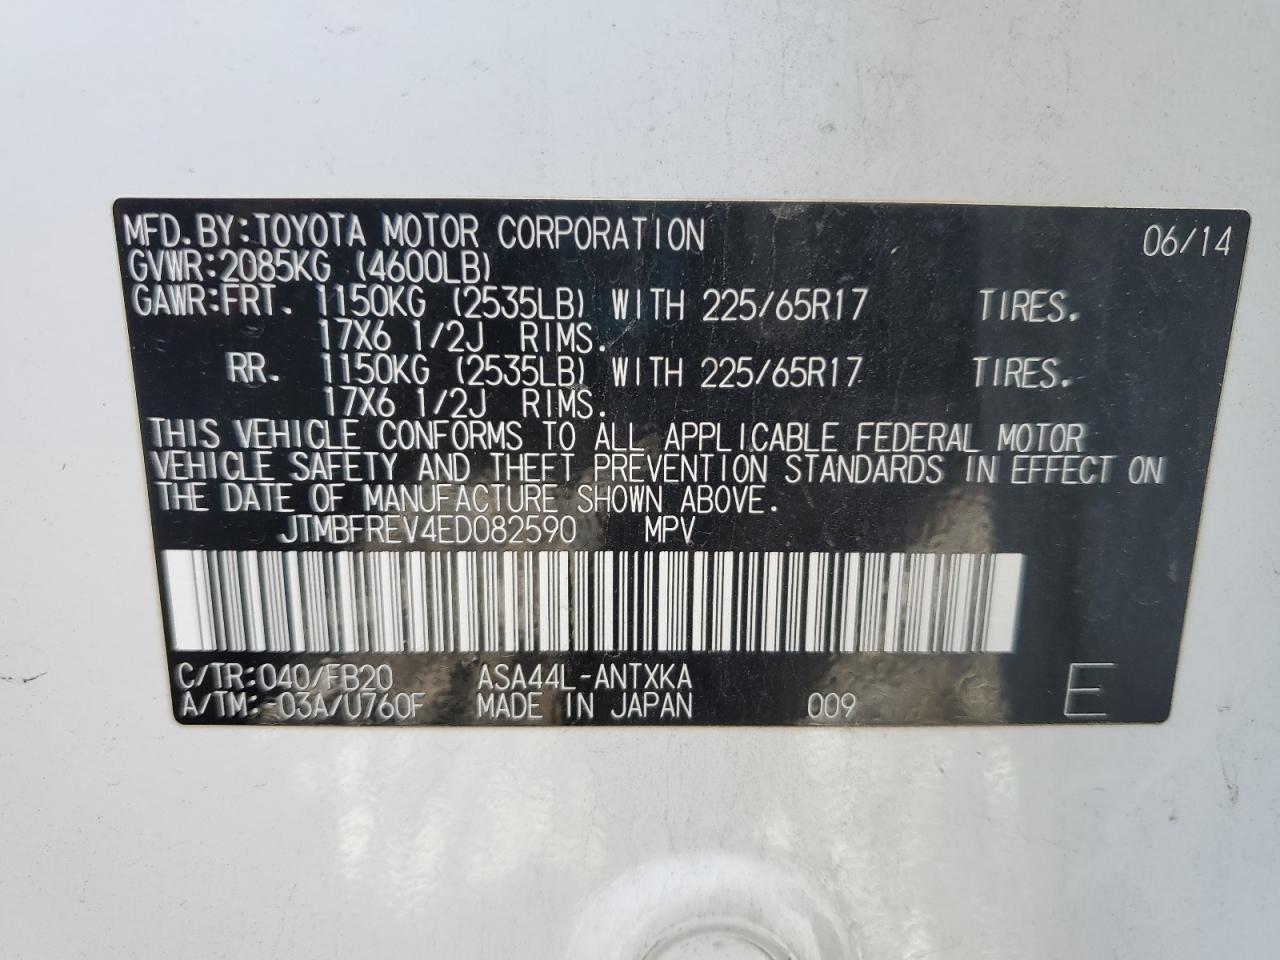 MFD.BY:TOYOTA MOTOR CORPORATION 06/14
GVWR:2085KG (4600LB)
GAWR:FRT. 1150KG (2535LB) WITH 225/65R17 TIRES.
17X6 1/2J RIMS.
RR. 1150KG (2535LB) WITH 225/65R17 TIRES.
17X6 1/2J RIMS.
THIS VEHICLE CONFORMS TO ALL APPLICABLE FEDERAL MOTOR
VEHICLE SAFETY AND THEFT PREVENTION STANDARDS IN EFFECT ON
THE DATE OF MANUFACTURE SHOWN ABOVE.
JTMBFREV4ED082590 MPV
C/TR:040/FB20 ASA44L-ANTXKA
A/TM:-03A/U760F MADE IN JAPAN 009 E